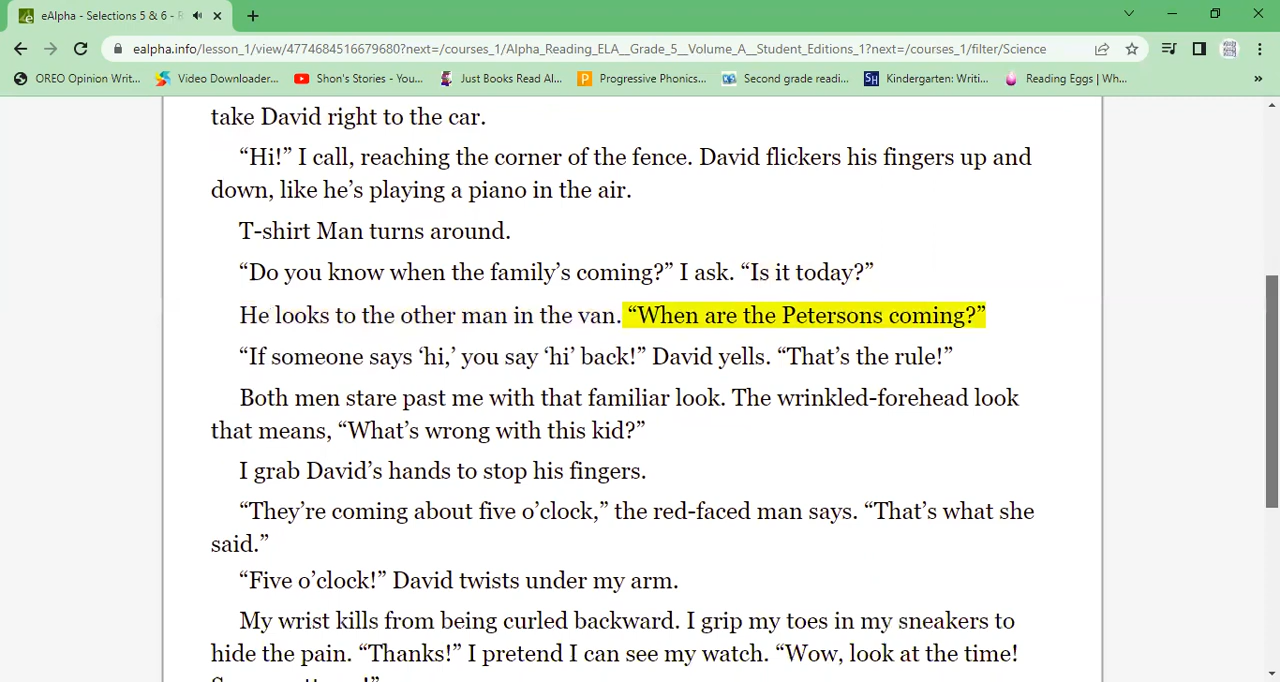 eAlpha - Selections 5 & 6 - R
ealpha.info/lesson_1/view/4774684516679680?next=/courses_1/Alpha_Reading_ELA__Grade_5__Volume_A__Student_Editions_1?next=/courses_1/filter/Science
OREO Opinion Writ... Video Downloader... Shon's Stories - You... Just Books Read Al... Progressive Phonics... Second grade readi... SH Kindergarten: Writi... Reading Eggs | Wh... »
take David right to the car.
“Hi!” I call, reaching the corner of the fence. David flickers his fingers up and
down, like he’s playing a piano in the air.
T-shirt Man turns around.
“Do you know when the family’s coming?” I ask. “Is it today?”
He looks to the other man in the van. “When are the Petersons coming?”
“If someone says ‘hi,’ you say ‘hi’ back!” David yells. “That’s the rule!”
Both men stare past me with that familiar look. The wrinkled-forehead look
that means, “What’s wrong with this kid?”
I grab David’s hands to stop his fingers.
“They’re coming about five o’clock,” the red-faced man says. “That’s what she
said.”
“Five o’clock!” David twists under my arm.
My wrist kills from being curled backward. I grip my toes in my sneakers to
hide the pain. “Thanks!” I pretend I can see my watch. “Wow, look at the time!